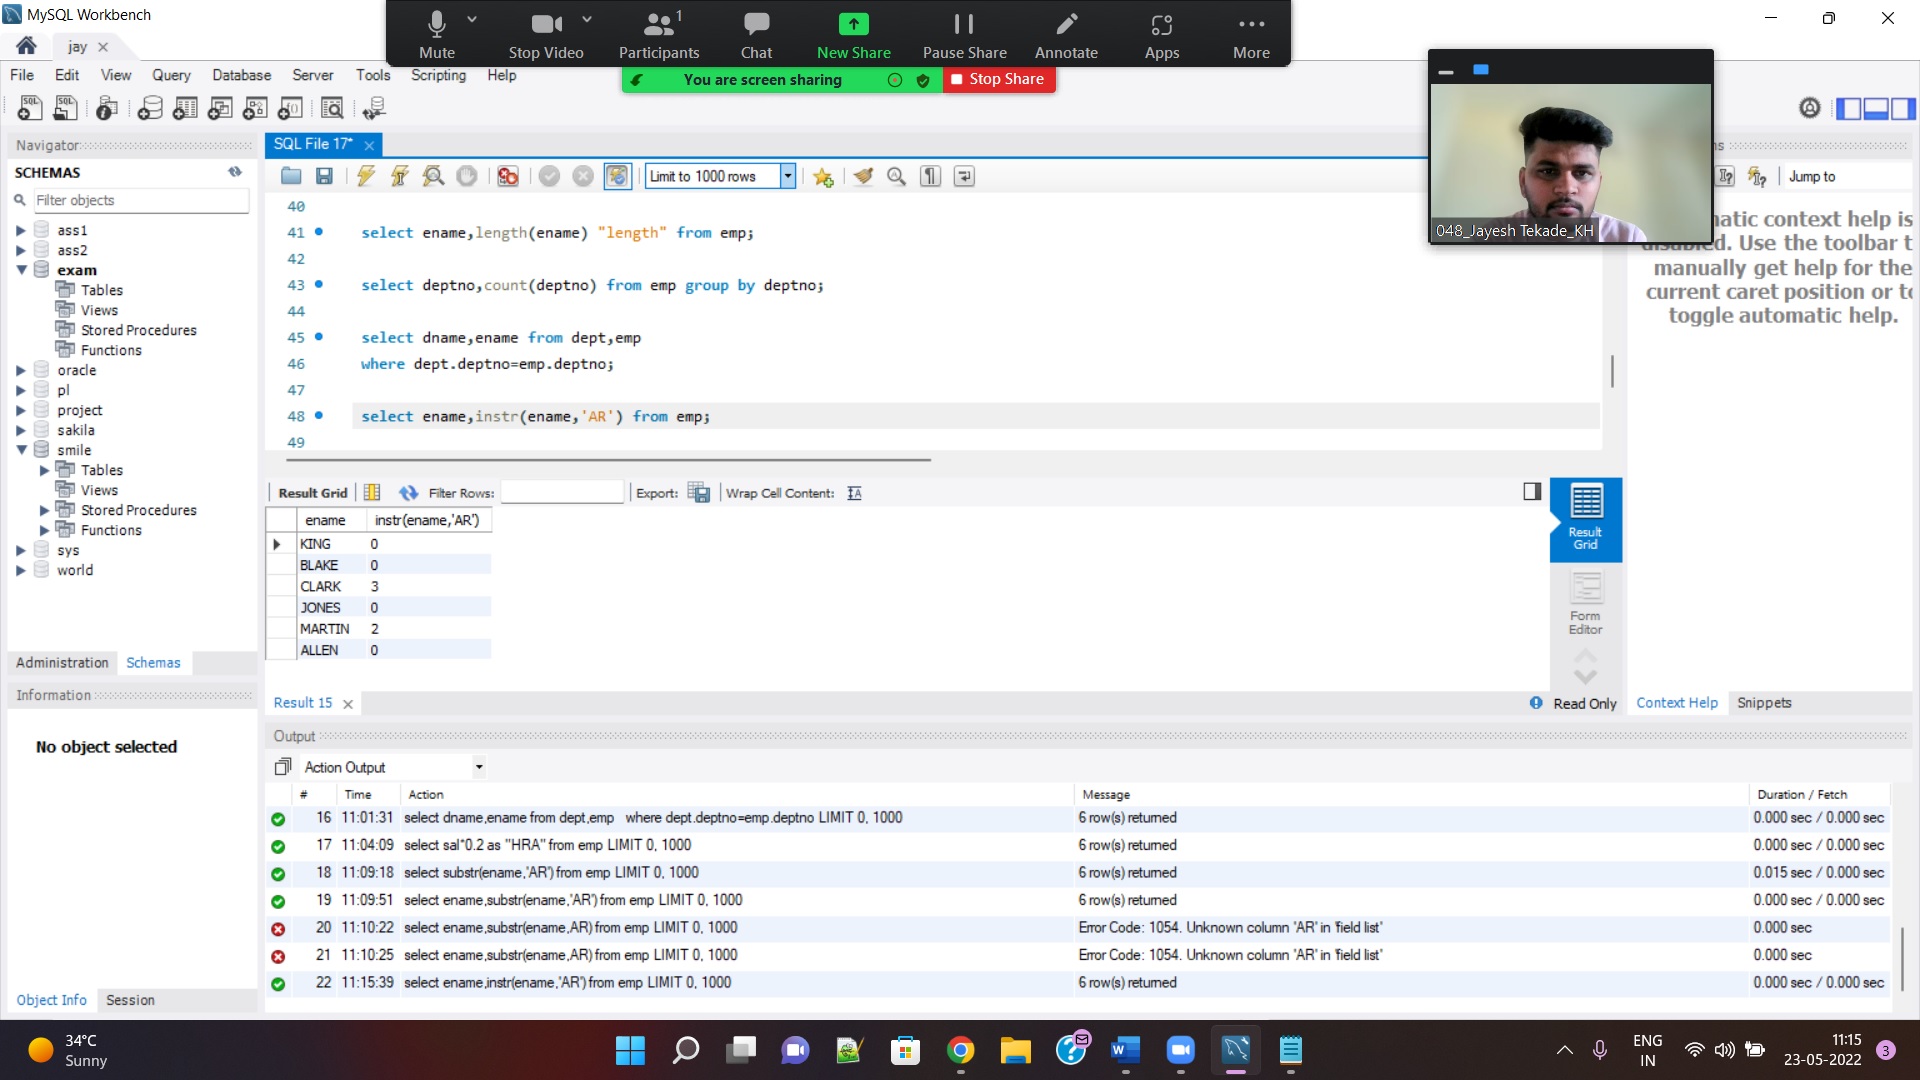 MySQL Workbench
Mute
Stop Video
1
Participants
Chat
New Share
Pause Share
Annotate
Apps
More
You are screen sharing
Stop Share
jay
File Edit View Query Database Server Tools Scripting Help
048_Jayesh Tekade_KH
Navigator
SCHEMAS
Filter objects
ass1
ass2
exam
Tables
Views
Stored Procedures
Functions
oracle
pl
project
sakila
smile
Tables
Views
Stored Procedures
Functions
sys
world
Administration Schemas
Information
No object selected
Object Info Session
SQL File 17*
Limit to 1000 rows
40
41 select ename,length(ename) "length" from emp;
42
43 select deptno,count(deptno) from emp group by deptno;
44
45 select dname,ename from dept,emp
46 where dept.deptno=emp.deptno;
47
48 select ename,instr(ename,'AR') from emp;
49
Result Grid Filter Rows: Export: Wrap Cell Content:
ename instr(ename,'AR')
KING 0
BLAKE 0
CLARK 3
JONES 0
MARTIN 2
ALLEN 0
Result Grid
Form Editor
Result 15
Read Only
Jump to
matic context help is
disabled. Use the toolbar t
manually get help for the
current caret position or to
toggle automatic help.
Context Help Snippets
Output
Action Output
# Time Action Message Duration / Fetch
16 11:01:31 select dname,ename from dept,emp where dept.deptno=emp.deptno LIMIT 0, 1000 6 row(s) returned 0.000 sec / 0.000 sec
17 11:04:09 select sal*0.2 as "HRA" from emp LIMIT 0, 1000 6 row(s) returned 0.000 sec / 0.000 sec
18 11:09:18 select substr(ename,'AR') from emp LIMIT 0, 1000 6 row(s) returned 0.015 sec / 0.000 sec
19 11:09:51 select ename,substr(ename,'AR') from emp LIMIT 0, 1000 6 row(s) returned 0.000 sec / 0.000 sec
20 11:10:22 select ename,substr(ename,AR) from emp LIMIT 0, 1000 Error Code: 1054. Unknown column 'AR' in 'field list' 0.000 sec
21 11:10:25 select ename,substr(ename,AR) from emp LIMIT 0, 1000 Error Code: 1054. Unknown column 'AR' in 'field list' 0.000 sec
22 11:15:39 select ename,instr(ename,'AR') from emp LIMIT 0, 1000 6 row(s) returned 0.000 sec / 0.000 sec
34°C
Sunny
ENG
IN
11:15
23-05-2022
3